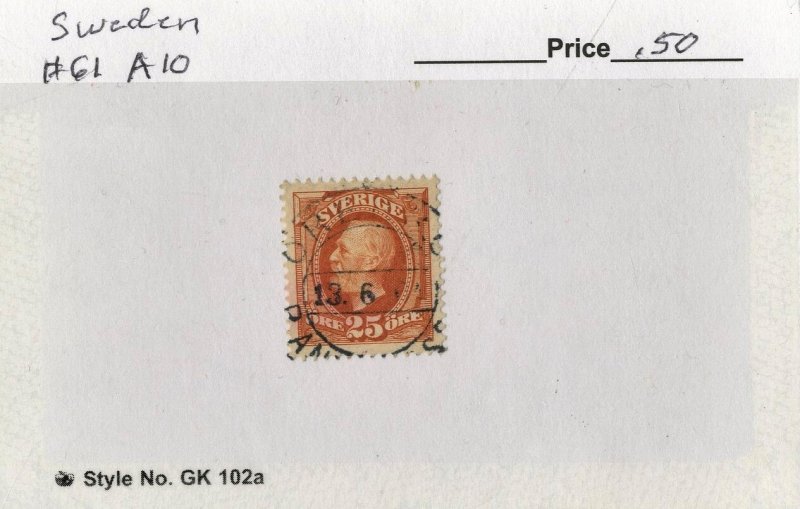 Sweden
#61 A10
Price .50
SVERIGE
13. 6
ÖRE 25 ÖRE
Style No. GK 102a